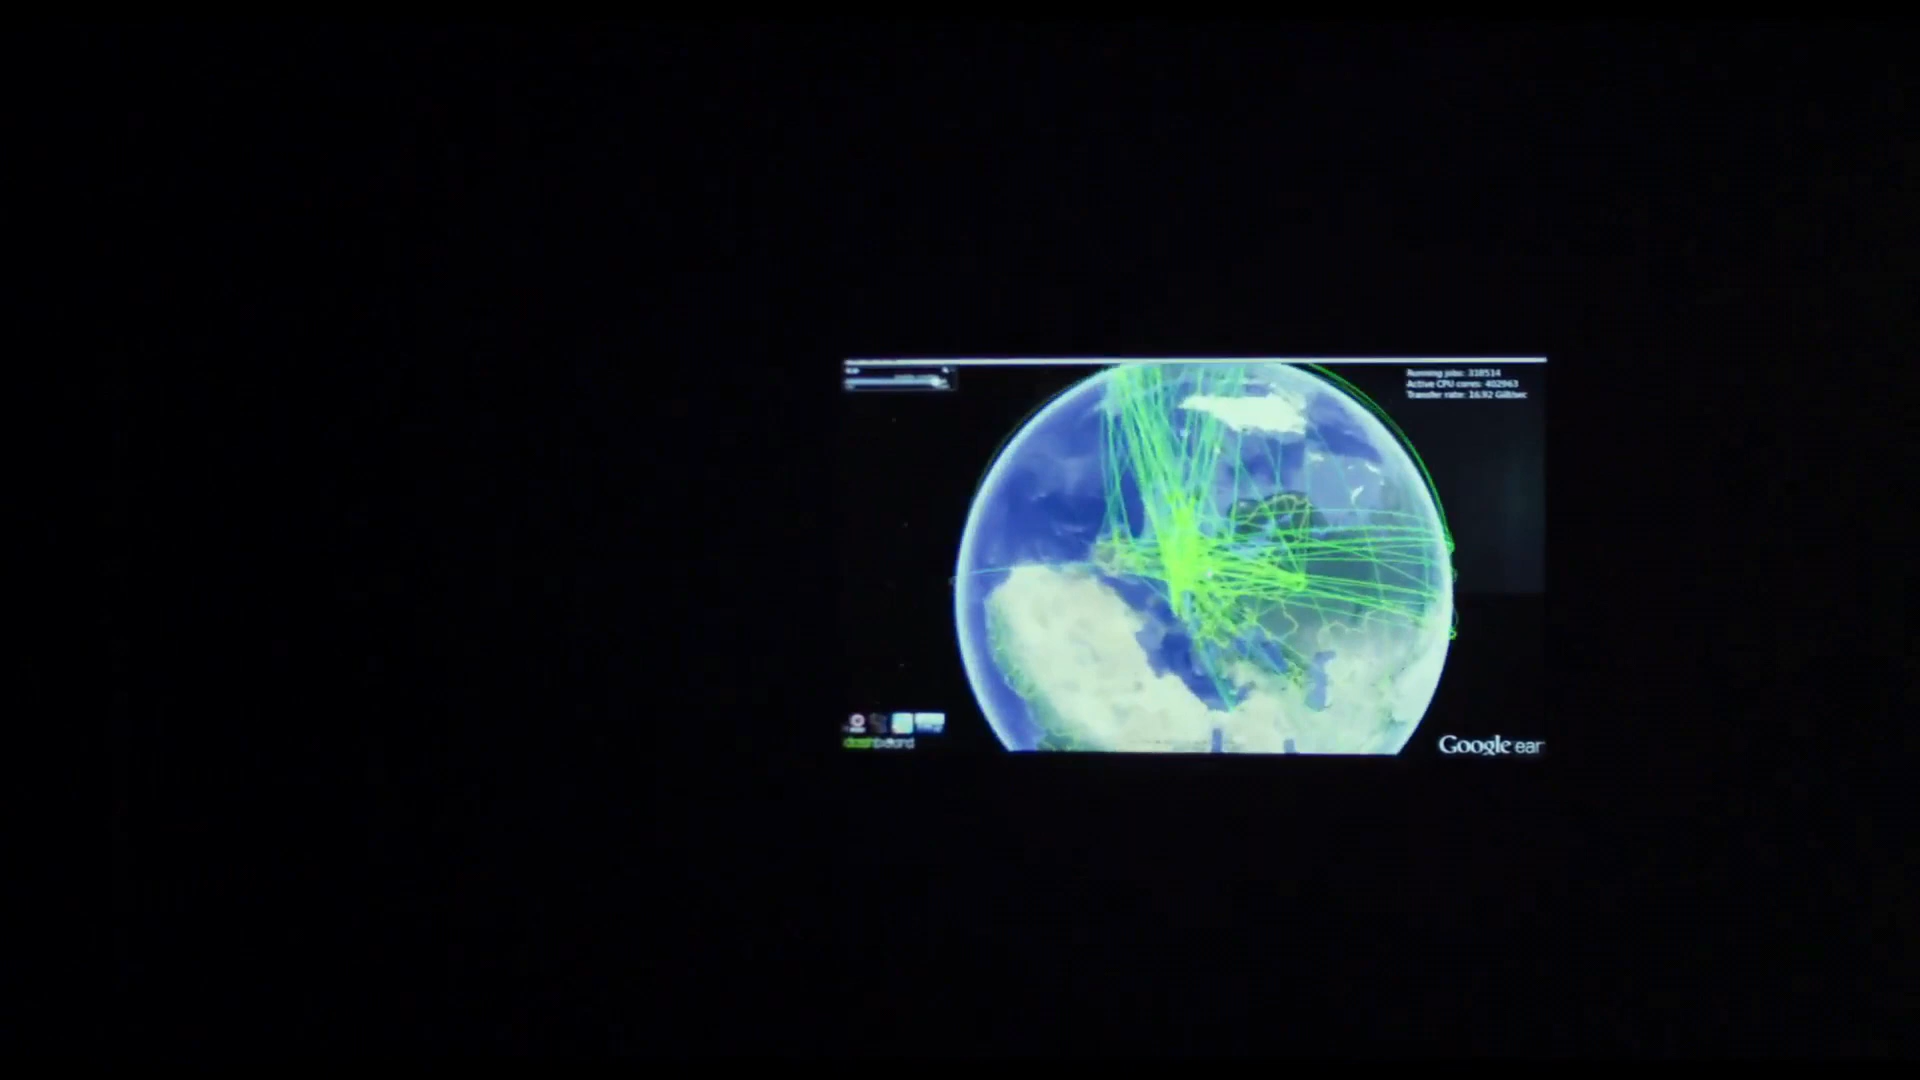 Running jobs: 318514
Active CPU cores: 402963
Transfer rate: 16.92 GiB/sec
dashboard
Google ear